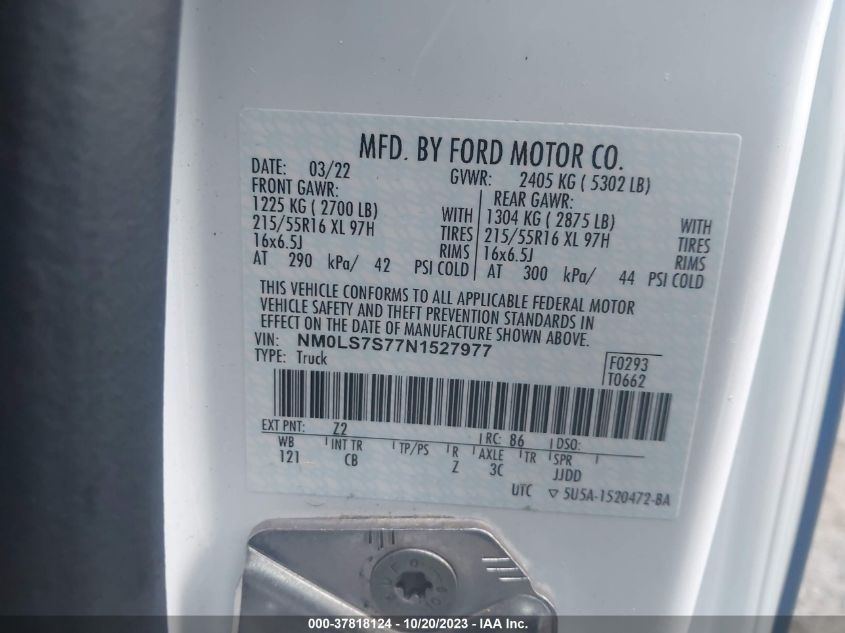 MFD. BY FORD MOTOR CO.
DATE: 03/22 GVWR: 2405 KG ( 5302 LB)
FRONT GAWR: REAR GAWR:
1225 KG ( 2700 LB) WITH 1304 KG ( 2875 LB) WITH
215/55R16 XL 97H TIRES 215/55R16 XL 97H TIRES
16x6.5J RIMS 16x6.5J RIMS
AT 290 kPa/ 42 PSI COLD AT 300 kPa/ 44 PSI COLD
THIS VEHICLE CONFORMS TO ALL APPLICABLE FEDERAL MOTOR
VEHICLE SAFETY AND THEFT PREVENTION STANDARDS IN
EFFECT ON THE DATE OF MANUFACTURE SHOWN ABOVE.
VIN: NM0LS7S77N1527977
TYPE: Truck
F0293
T0662
EXT PNT: Z2 RC: 86 DSO:
WB INT TR TP/PS R AXLE TR SPR
121 CB Z 3C JJDD
UTC ▽ 5U5A-1520472-BA
000-37818124 - 10/20/2023 - IAA Inc.